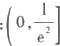 : ( 0 , 1/e² ]